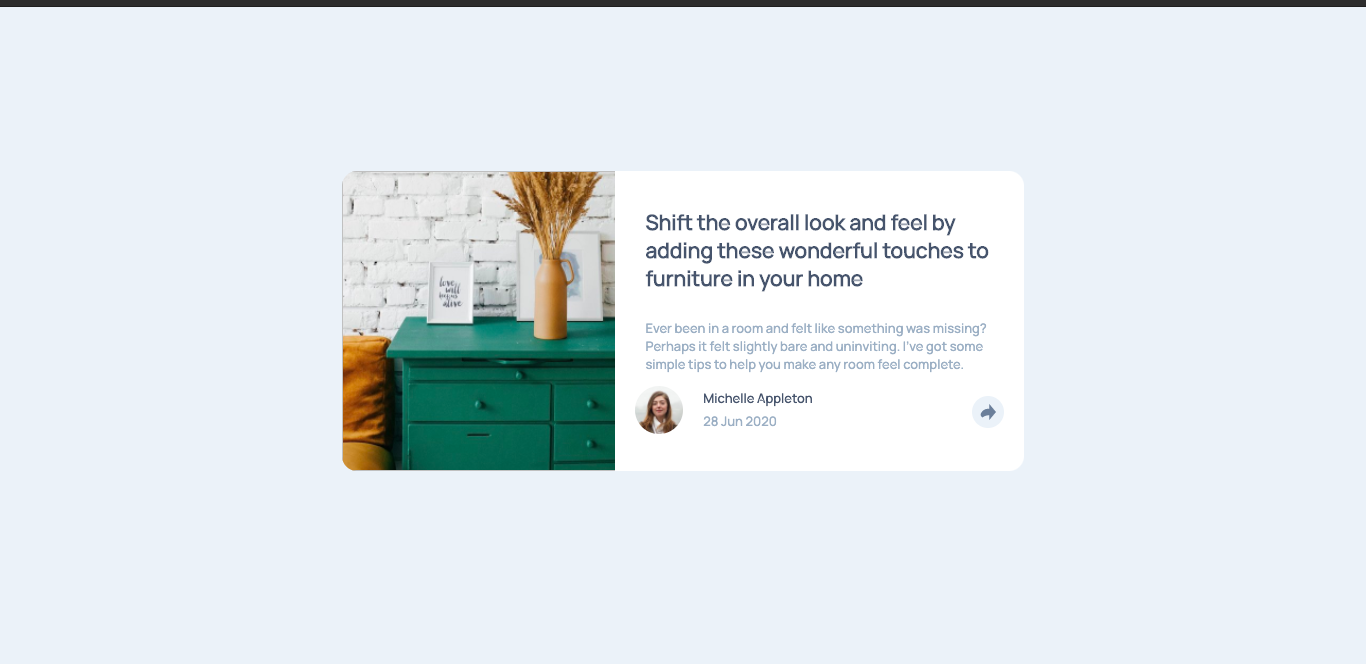 love
will
keep us
alive
Shift the overall look and feel by
adding these wonderful touches to
furniture in your home
Ever been in a room and felt like something was missing?
Perhaps it felt slightly bare and uninviting. I've got some
simple tips to help you make any room feel complete.
Michelle Appleton
28 Jun 2020